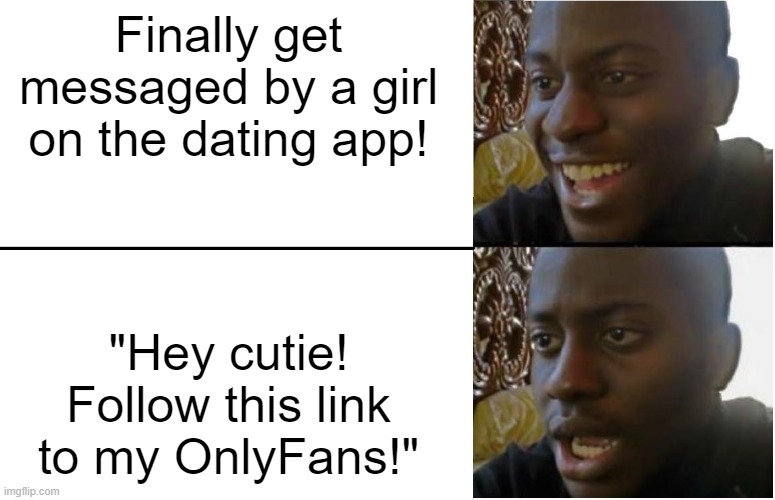 Finally get
messaged by a girl
on the dating app!
"Hey cutie!
Follow this link
to my OnlyFans!"
imgflip.com